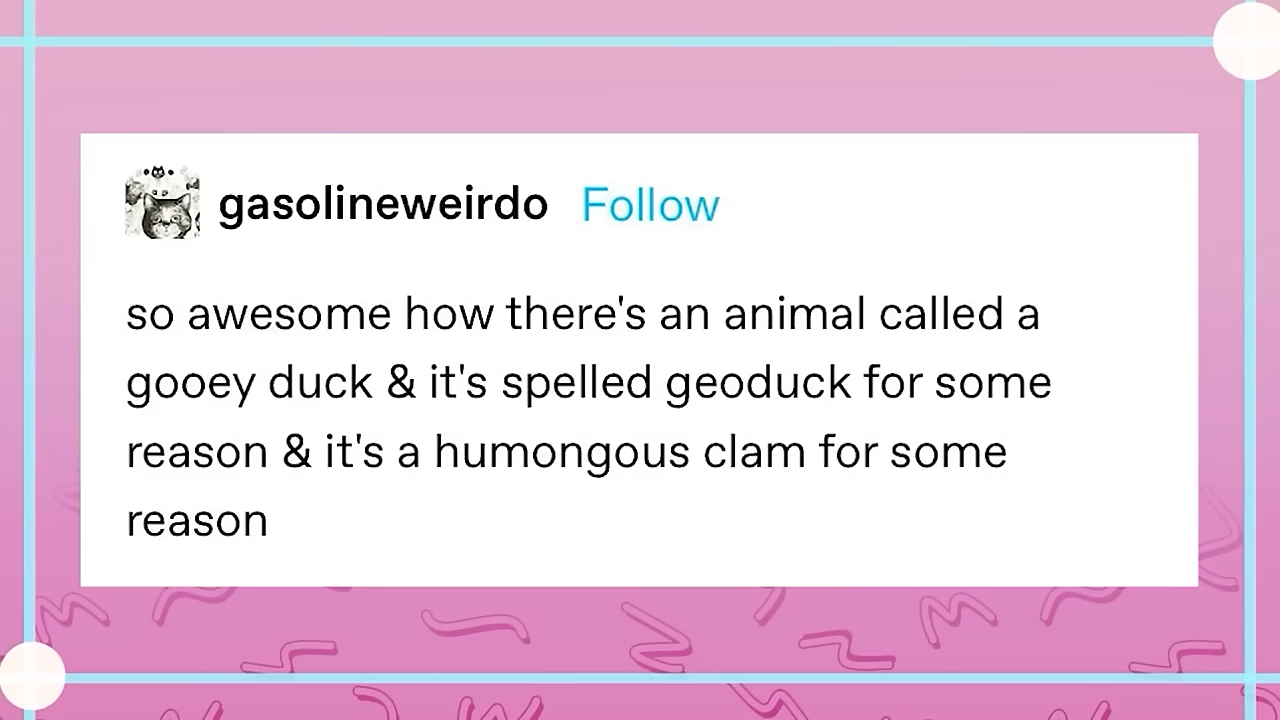 gasolineweirdo Follow
so awesome how there's an animal called a
gooey duck & it's spelled geoduck for some
reason & it's a humongous clam for some
reason